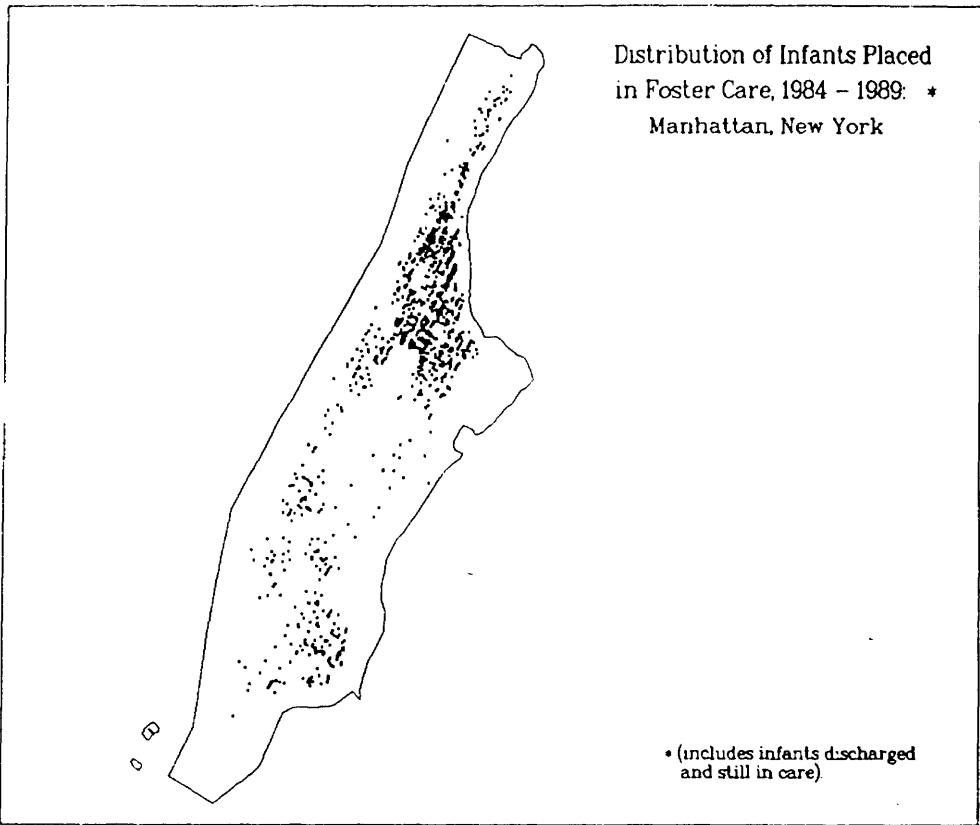 Distribution of Infants Placed
in Foster Care, 1984 – 1989: *
Manhattan, New York
* (includes infants discharged
and still in care)